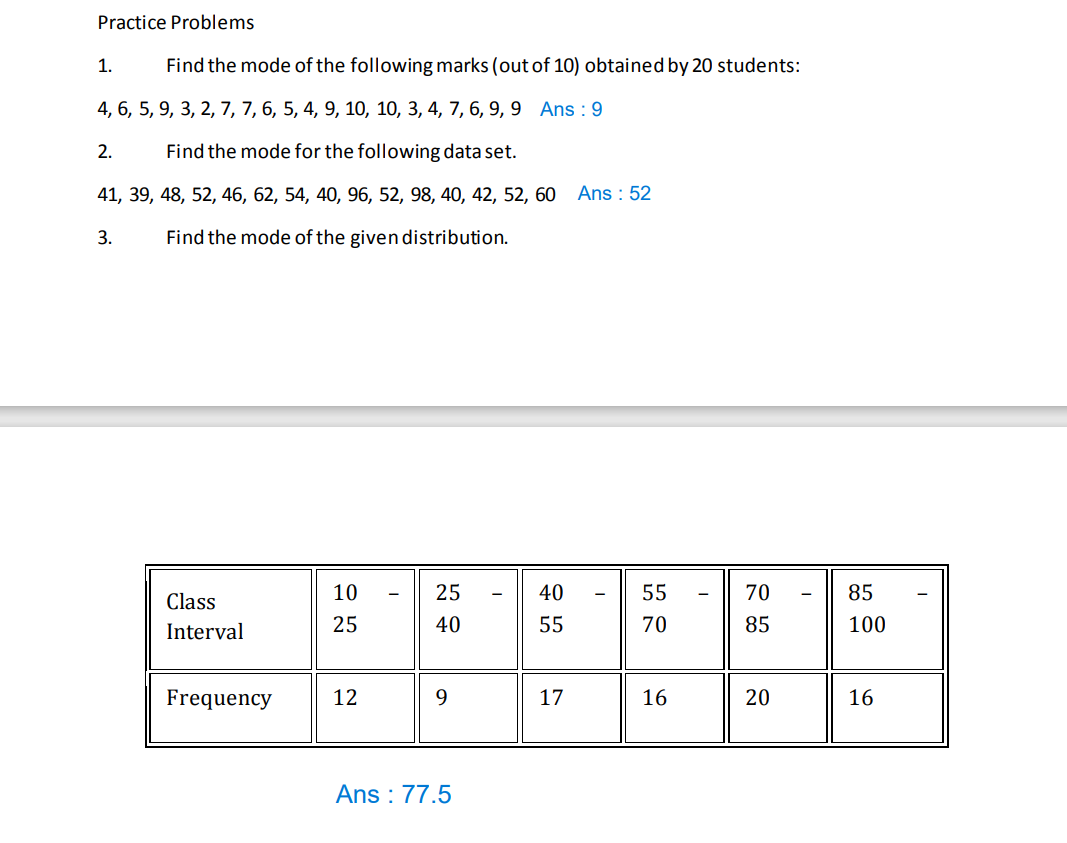 Practice Problems
1. Find the mode of the following marks (out of 10) obtained by 20 students:
4, 6, 5, 9, 3, 2, 7, 7, 6, 5, 4, 9, 10, 10, 3, 4, 7, 6, 9, 9 Ans : 9
2. Find the mode for the following data set.
41, 39, 48, 52, 46, 62, 54, 40, 96, 52, 98, 40, 42, 52, 60 Ans : 52
3. Find the mode of the given distribution.
Class 10 – 25 – 40 – 55 – 70 – 85 –
Interval 25 40 55 70 85 100
Frequency 12 9 17 16 20 16
Ans : 77.5